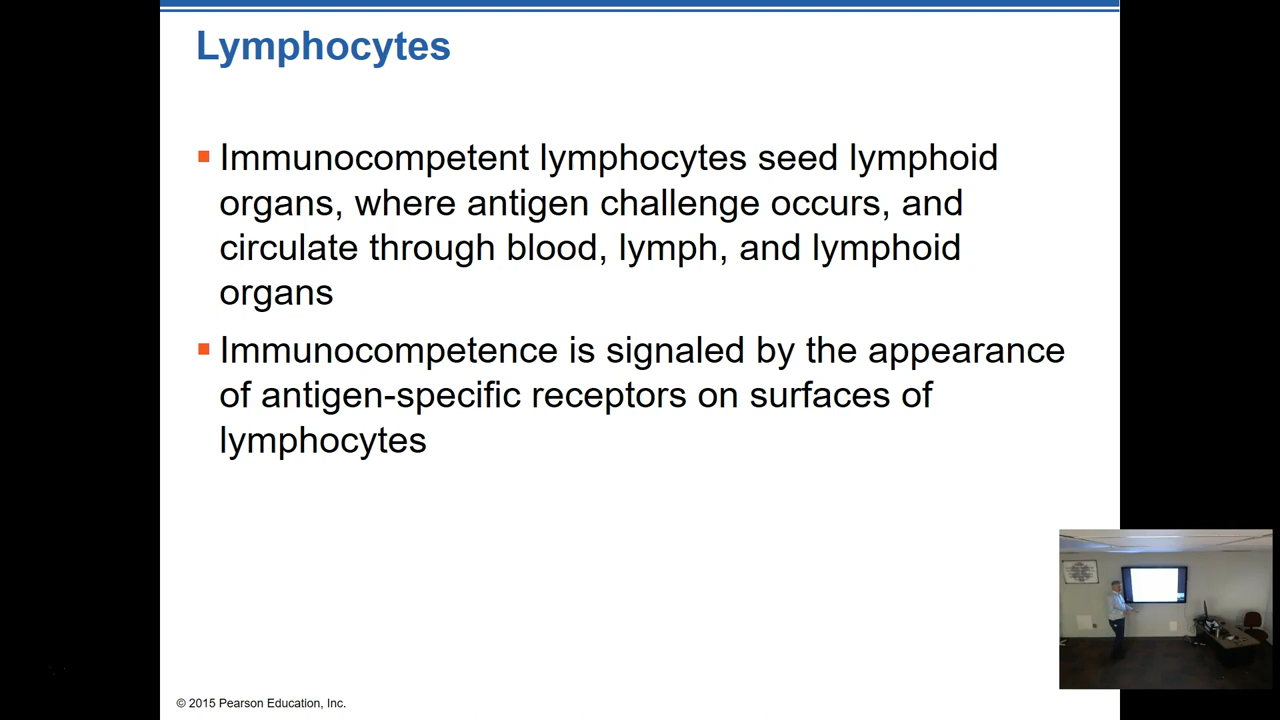 Lymphocytes
Immunocompetent lymphocytes seed lymphoid
organs, where antigen challenge occurs, and
circulate through blood, lymph, and lymphoid
organs
Immunocompetence is signaled by the appearance
of antigen-specific receptors on surfaces of
lymphocytes
© 2015 Pearson Education, Inc.